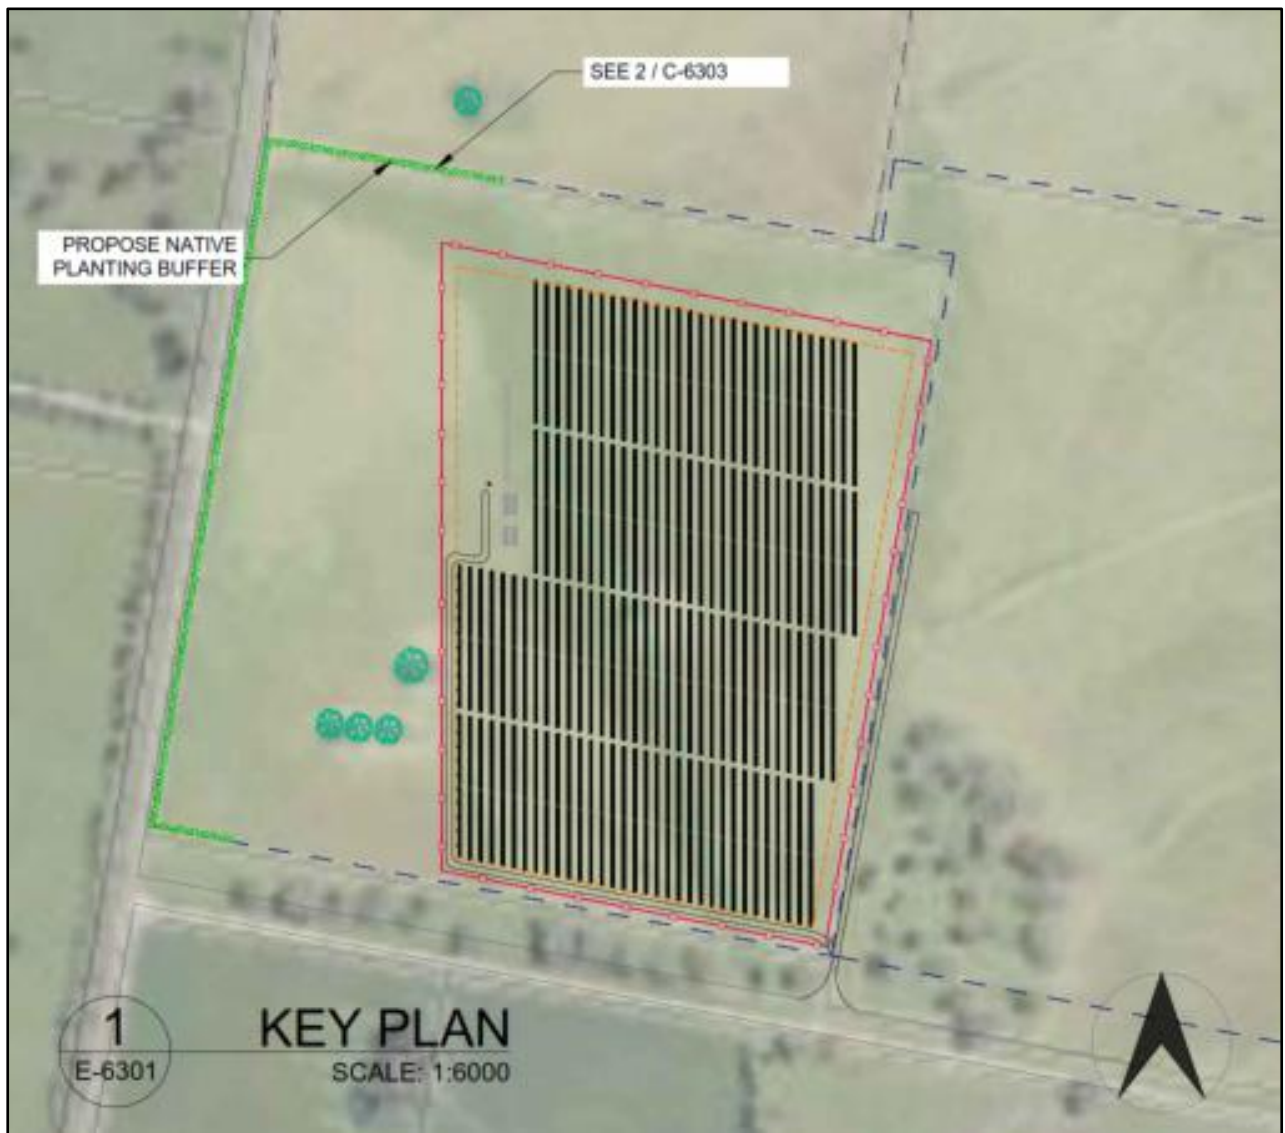 SEE 2 / C-6303
PROPOSE NATIVE
PLANTING BUFFER
1
E-6301
KEY PLAN
SCALE: 1:6000